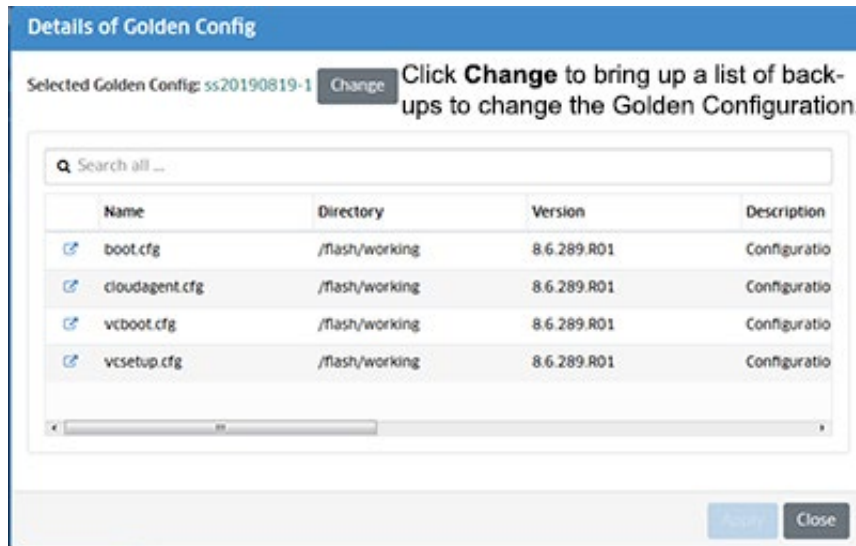 Details of Golden Config
Selected Golden Config: ss20190819-1 Change
Click Change to bring up a list of back-
ups to change the Golden Configuration
Search all ...
Name Directory Version Description
boot.cfg /flash/working 8.6.289.R01 Configuratio
cloudagent.cfg /flash/working 8.6.289.R01 Configuratio
vcboot.cfg /flash/working 8.6.289.R01 Configuratio
vcsetup.cfg /flash/working 8.6.289.R01 Configuratio
Apply Close